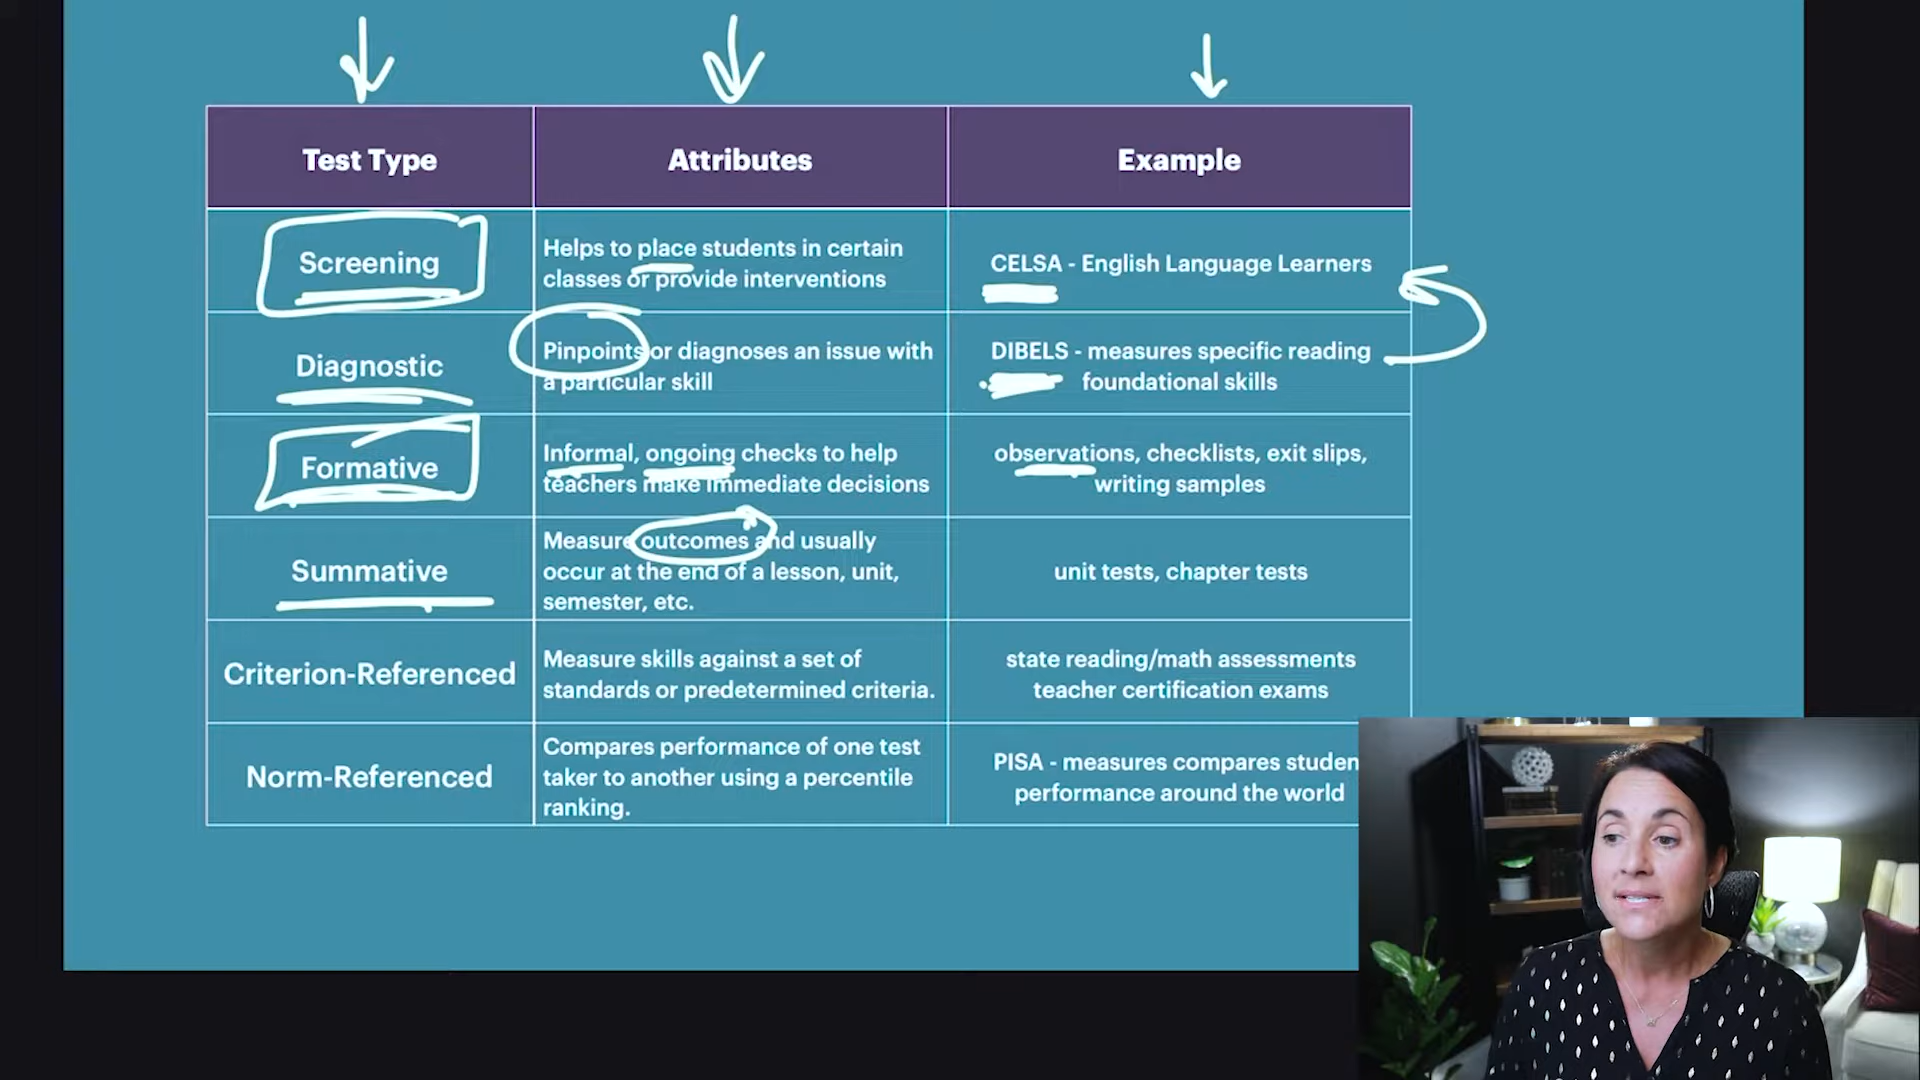 Test Type
Attributes
Example
Screening
Helps to place students in certain
classes or provide interventions
CELSA - English Language Learners
Diagnostic
Pinpoints or diagnoses an issue with
a particular skill
DIBELS - measures specific reading
foundational skills
Formative
Informal, ongoing checks to help
teachers make immediate decisions
observations, checklists, exit slips,
writing samples
Summative
Measure outcomes and usually
occur at the end of a lesson, unit,
semester, etc.
unit tests, chapter tests
Criterion-Referenced
Measure skills against a set of
standards or predetermined criteria.
state reading/math assessments
teacher certification exams
Norm-Referenced
Compares performance of one test
taker to another using a percentile
ranking.
PISA - measures compares studen
performance around the world